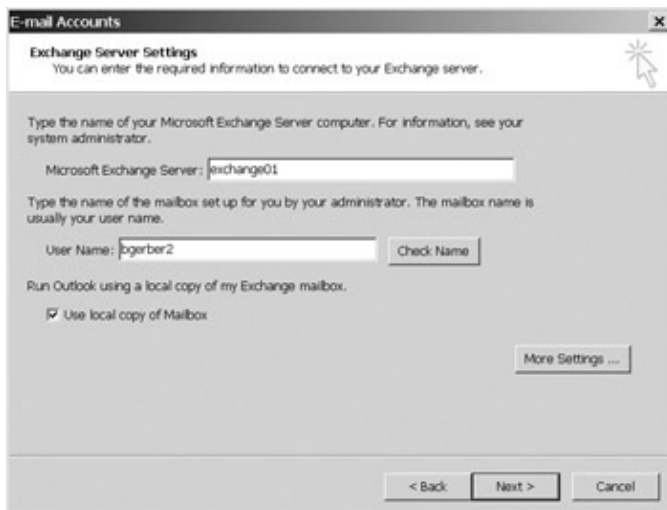 E-mail Accounts
Exchange Server Settings
You can enter the required information to connect to your Exchange server.
Type the name of your Microsoft Exchange Server computer. For information, see your
system administrator.
Microsoft Exchange Server: exchange01
Type the name of the mailbox set up for you by your administrator. The mailbox name is
usually your user name.
User Name: bgerber2 Check Name
Run Outlook using a local copy of my Exchange mailbox.
Use local copy of Mailbox
More Settings ...
< Back Next > Cancel